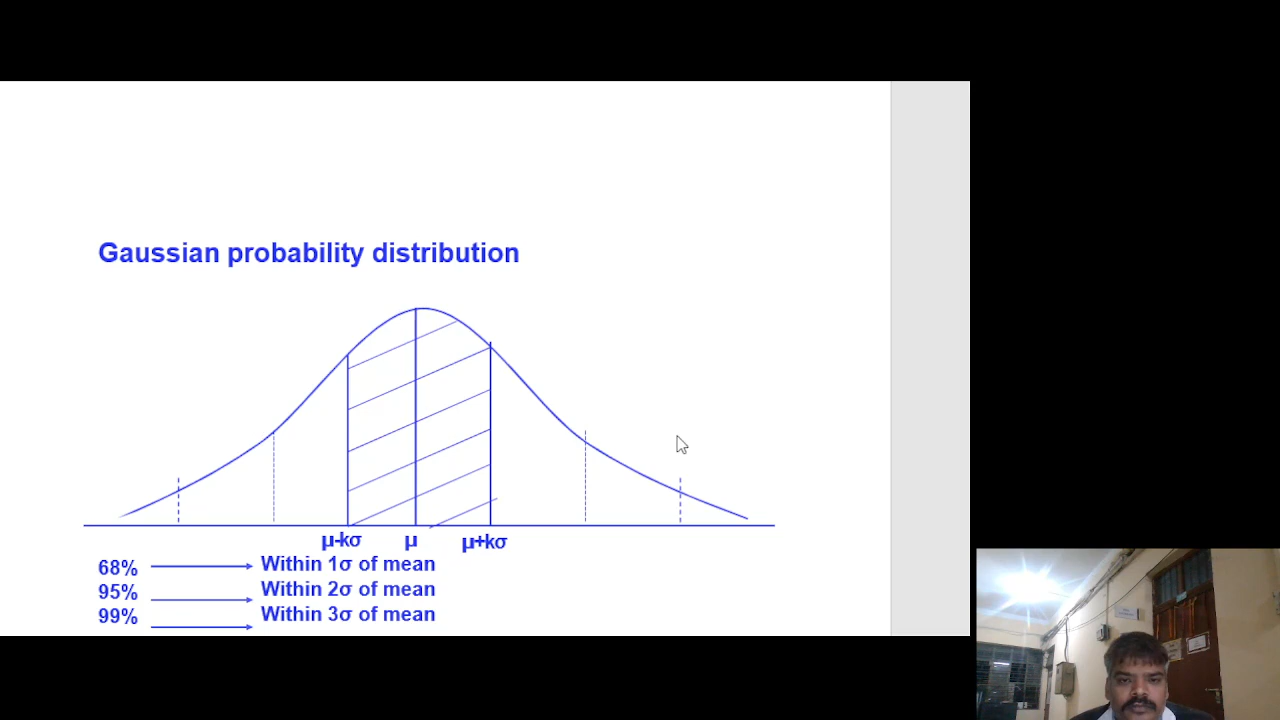 Gaussian probability distribution
μ-kσ μ μ+kσ
68% Within 1σ of mean
95% Within 2σ of mean
99% Within 3σ of mean